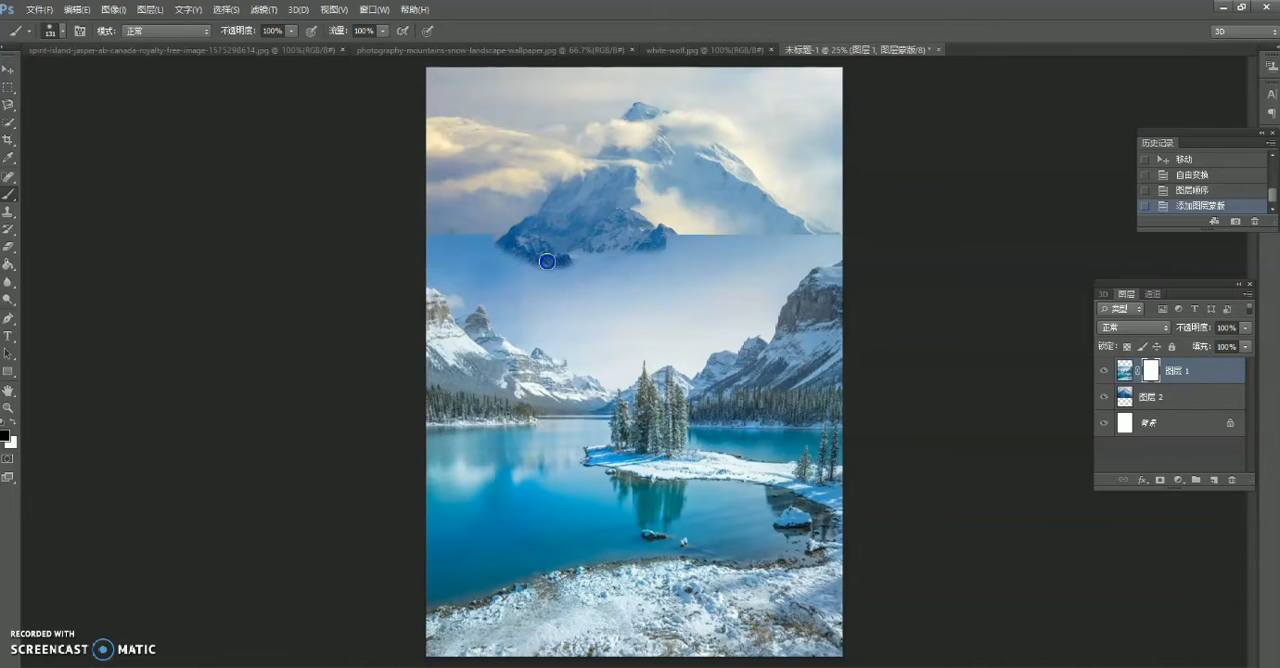 Ps 文件(F) 编辑(E) 图像(I) 图层(L) 文字(Y) 选择(S) 滤镜(T) 3D(D) 视图(V) 窗口(W) 帮助(H)
131 模式: 正常 不透明度: 100% 流量: 100% 3D
spirit-island-jasper-ab-canada-royalty-free-image-1575298614.jpg @ 100%(RGB/8#) × photography-mountains-snow-landscape-wallpaper.jpg @ 66.7%(RGB/8#) × white-wolf.jpg @ 100%(RGB/8#) × 未标题-1 @ 25% (图层 1, 图层蒙版/8) * ×
历史记录
移动
自由变换
图层顺序
添加图层蒙版
3D 图层 通道
类型
正常 不透明度: 100%
锁定: 填充: 100%
图层 1
图层 2
背景
RECORDED WITH
SCREENCAST MATIC